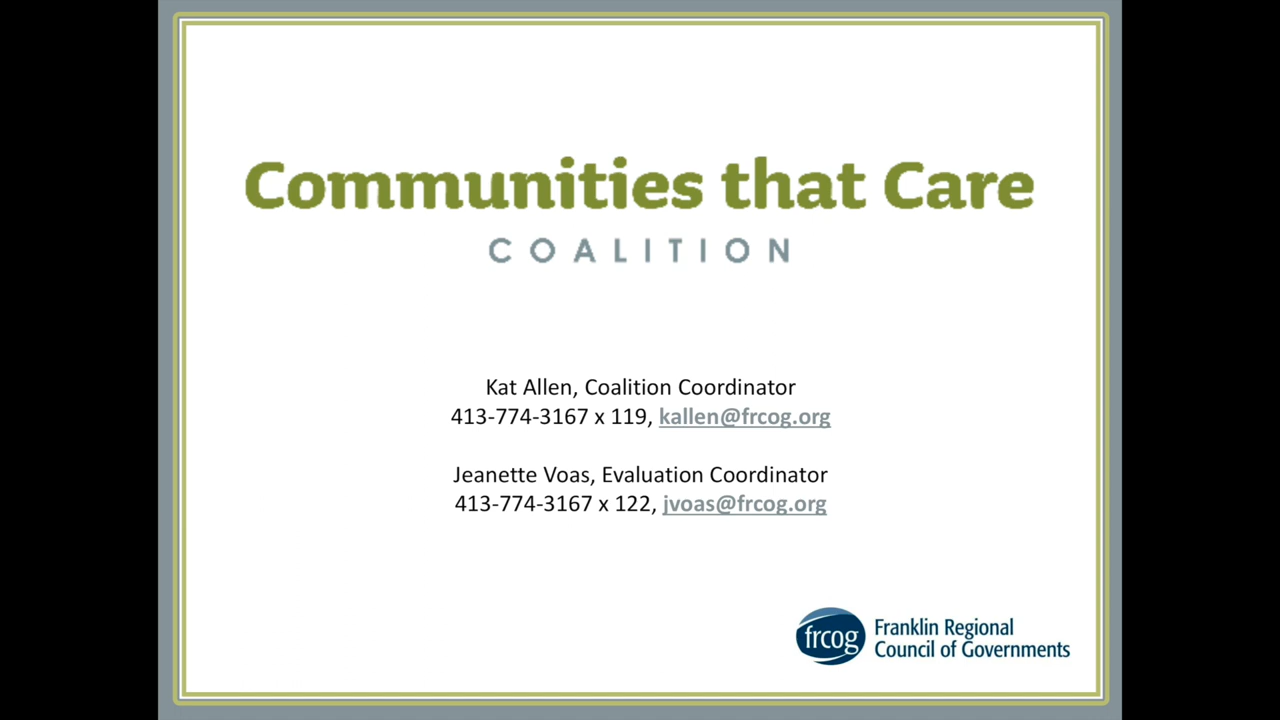 Communities that Care
COALITION
Kat Allen, Coalition Coordinator
413-774-3167 x 119, kallen@frcog.org
Jeanette Voas, Evaluation Coordinator
413-774-3167 x 122, jvoas@frcog.org
frcog
Franklin Regional
Council of Governments